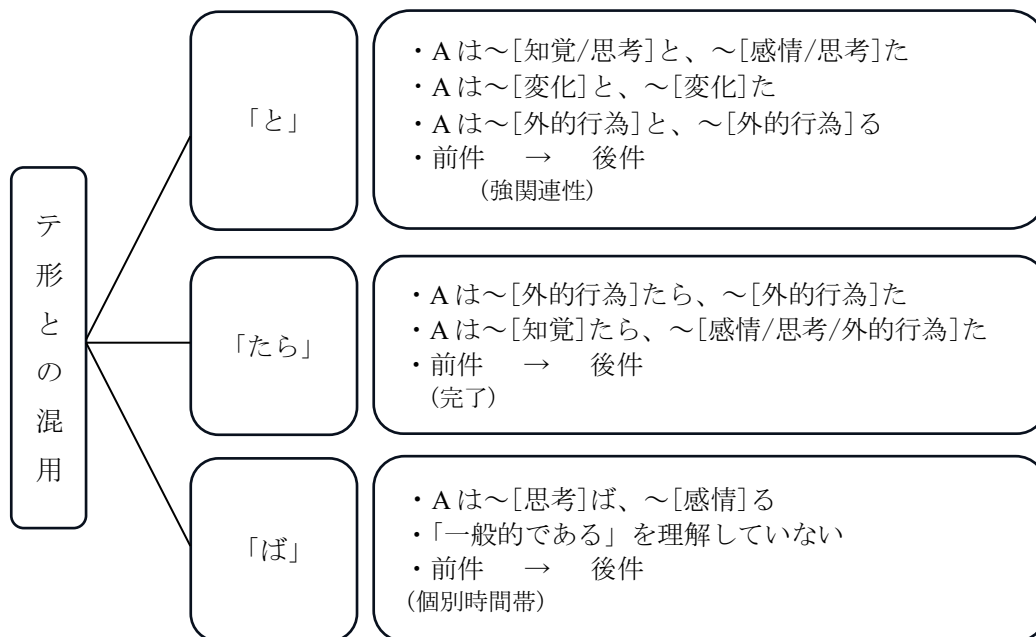 テ形との混用
「と」
・Aは～[知覚/思考]と、～[感情/思考]た
・Aは～[変化]と、～[変化]た
・Aは～[外的行為]と、～[外的行為]る
・前件 → 後件
(強関連性)
「たら」
・Aは～[外的行為]たら、～[外的行為]た
・Aは～[知覚]たら、～[感情/思考/外的行為]た
・前件 → 後件
(完了)
「ば」
・Aは～[思考]ば、～[感情]る
・「一般的である」を理解していない
・前件 → 後件
(個別時間帯)